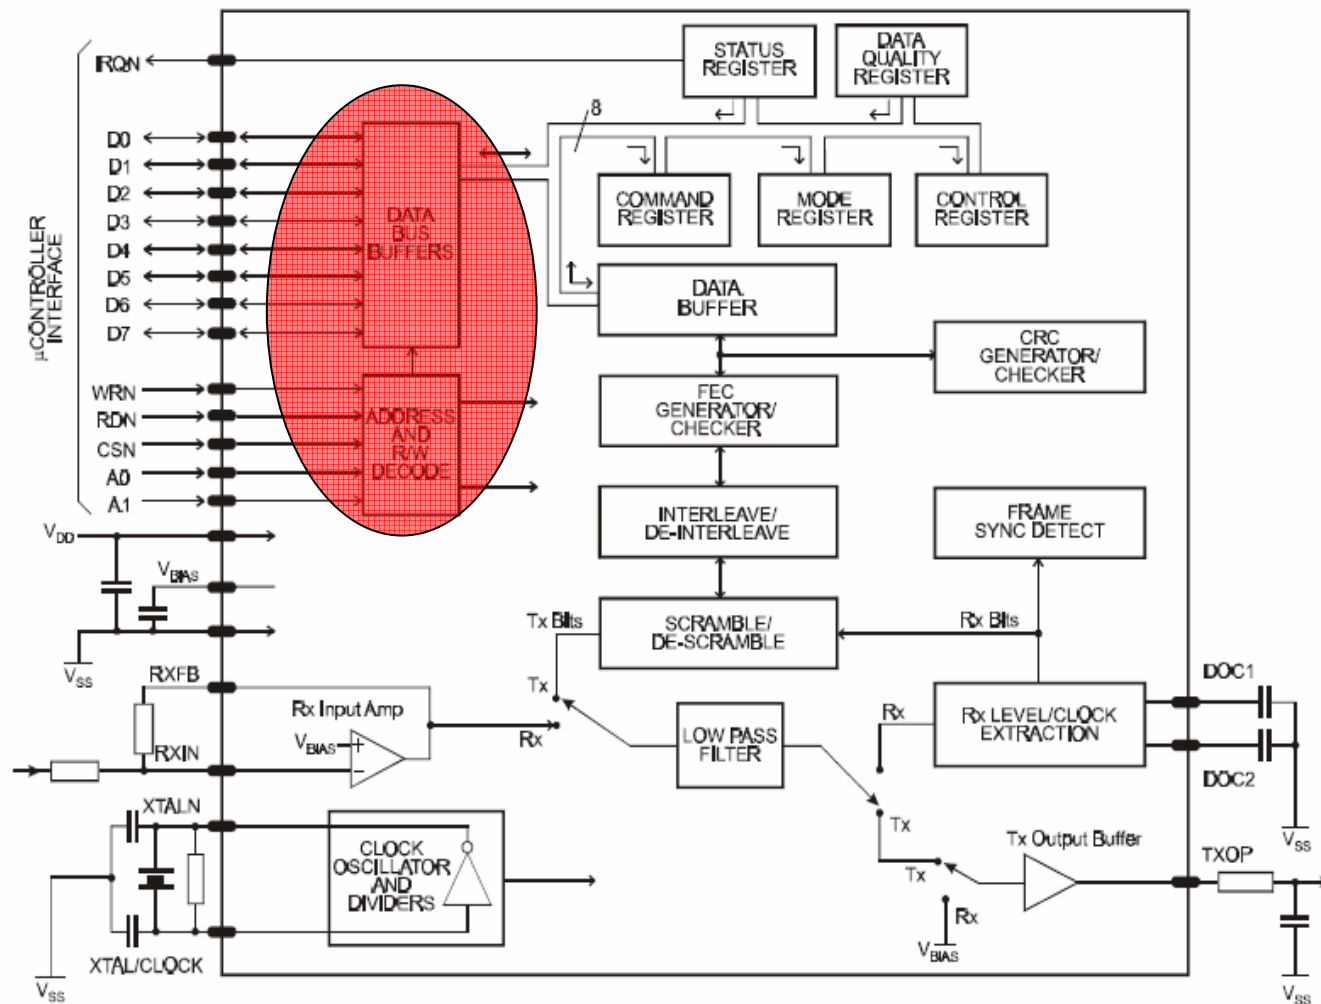 IRQN
D0
D1
D2
D3
D4
D5
D6
D7
WRN
RDN
CSN
A0
A1
µCONTROLLER
INTERFACE
DATA
BUS
BUFFERS
ADDRESS
AND
R/W
DECODE
STATUS
REGISTER
DATA
QUALITY
REGISTER
8
COMMAND
REGISTER
MODE
REGISTER
CONTROL
REGISTER
DATA
BUFFER
CRC
GENERATOR/
CHECKER
FEC
GENERATOR/
CHECKER
INTERLEAVE/
DE-INTERLEAVE
FRAME
SYNC DETECT
SCRAMBLE/
DE-SCRAMBLE
Tx Bits
Rx Bits
VDD
VBIAS
VSS
RXFB
RXIN
Rx Input Amp
VBIAS
+
−
Tx
Rx
LOW PASS
FILTER
Tx
Rx
Rx LEVEL/CLOCK
EXTRACTION
DOC1
DOC2
VSS
Tx
Tx
Rx
VBIAS
Tx Output Buffer
TXOP
VSS
XTALN
CLOCK
OSCILLATOR
AND
DIVIDERS
XTAL/CLOCK
VSS